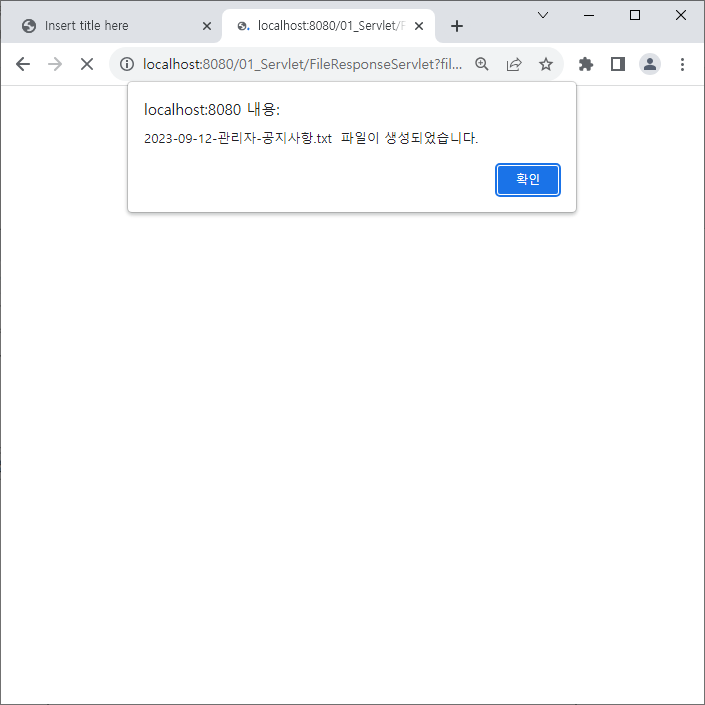 Insert title here
localhost:8080/01_Servlet/F
localhost:8080/01_Servlet/FileResponseServlet?fil...
localhost:8080 내용:
2023-09-12-관리자-공지사항.txt 파일이 생성되었습니다.
확인